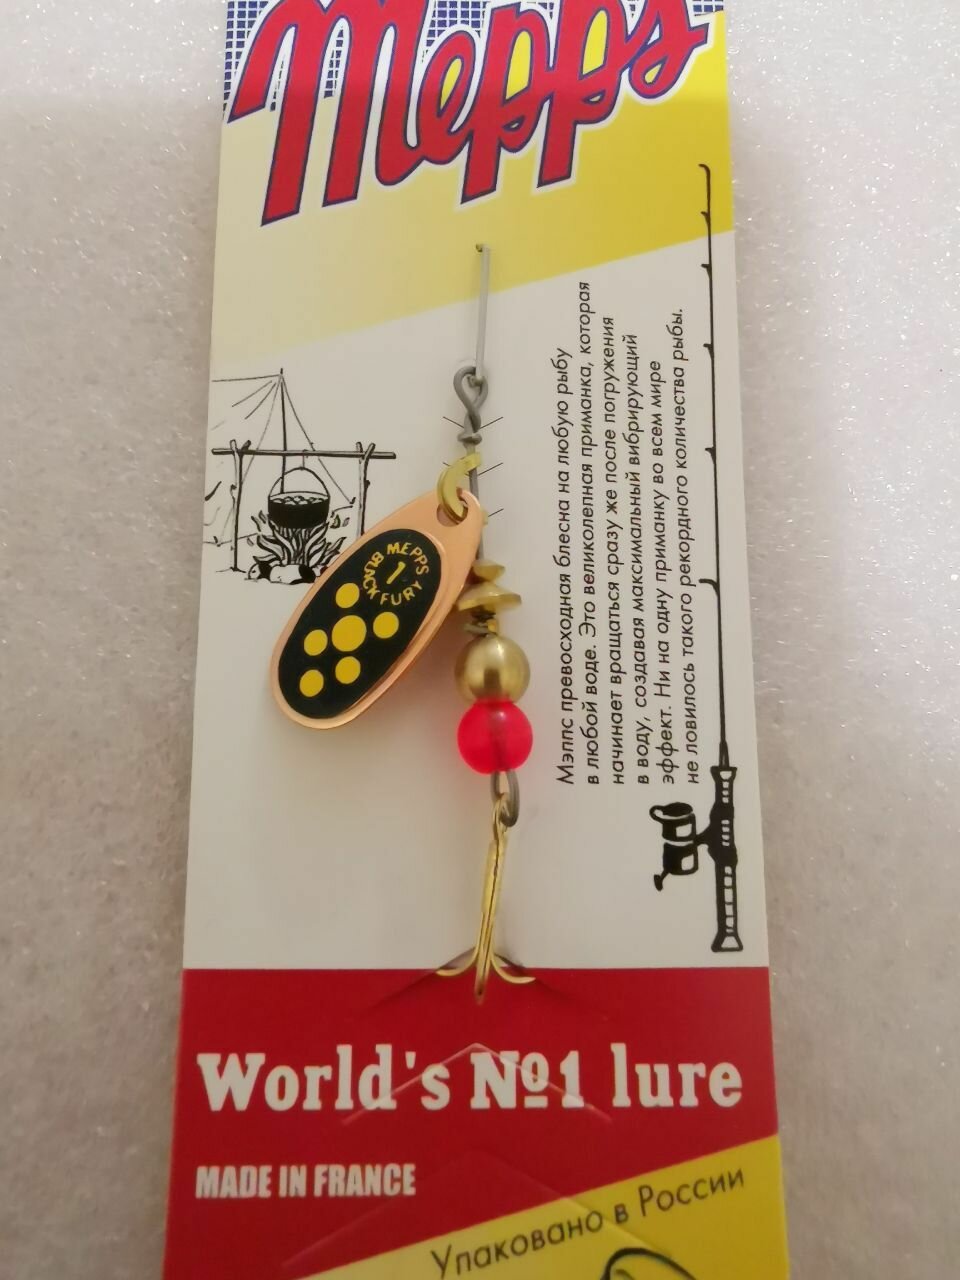 Mepps
MEPPS
1
BLACK FURY
Мэппс превосходная блесна на любую рыбу
в любой воде. Это великолепная приманка, которая
начинает вращаться сразу же после погружения
в воду, создавая максимальный вибрирующий
эффект. Ни на одну приманку во всем мире
не ловилось такого рекордного количества рыбы.
World's №1 lure
MADE IN FRANCE
Упаковано в России